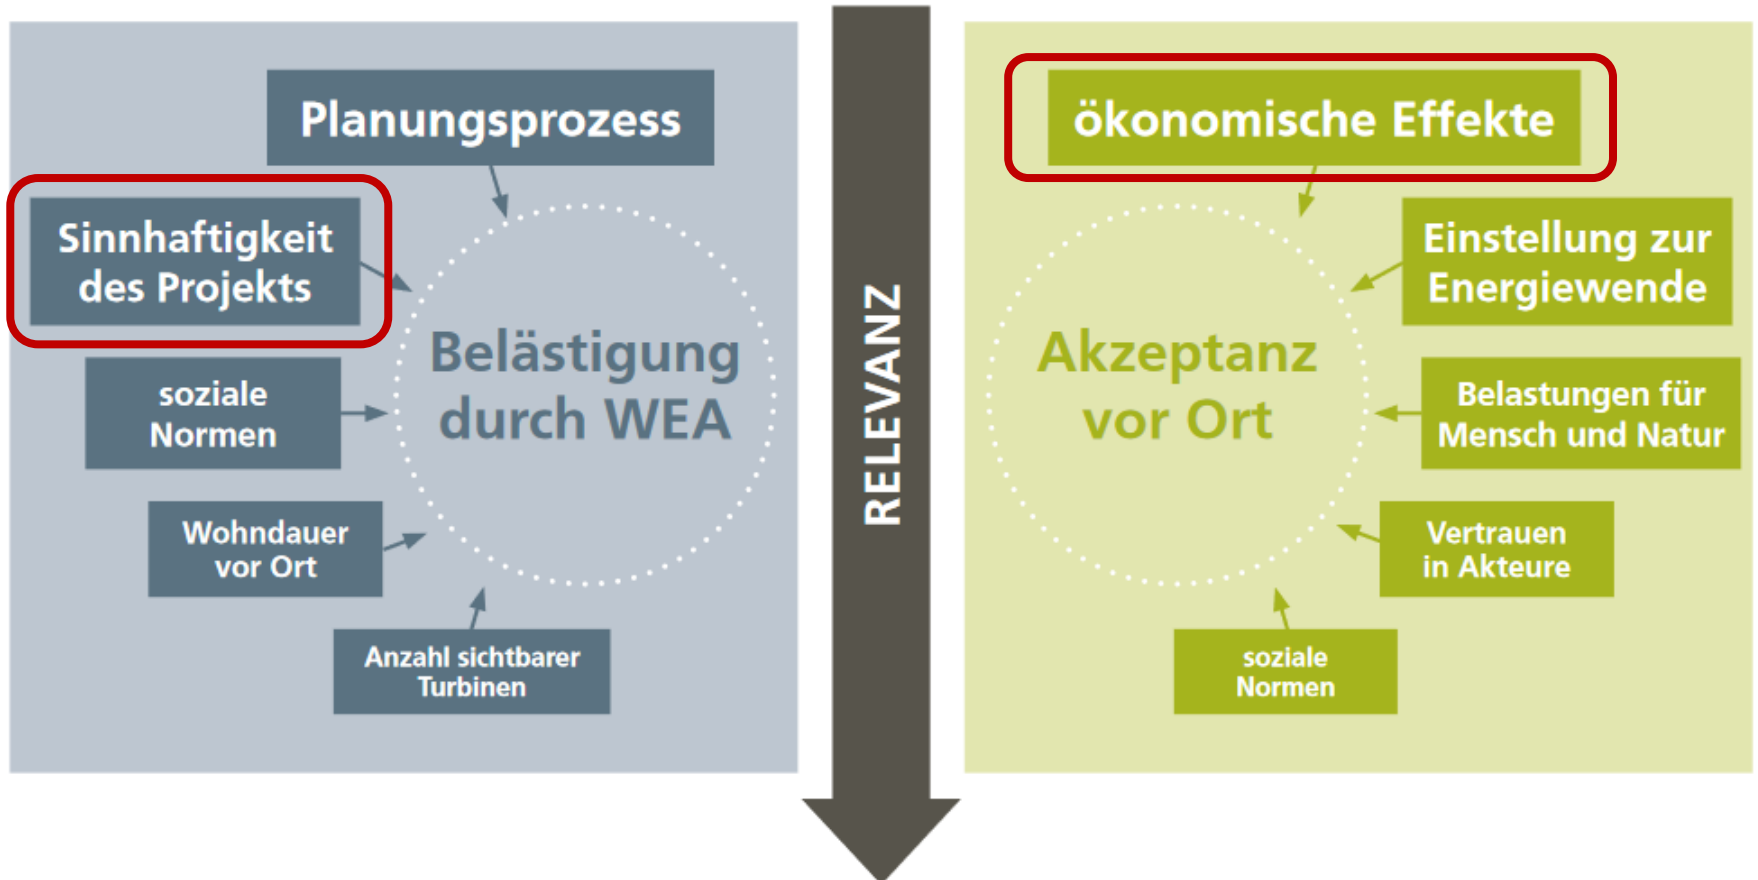 Planungsprozess
Sinnhaftigkeit
des Projekts
soziale
Normen
Wohndauer
vor Ort
Anzahl sichtbarer
Turbinen
Belästigung
durch WEA
RELEVANZ
ökonomische Effekte
Einstellung zur
Energiewende
Belastungen für
Mensch und Natur
Vertrauen
in Akteure
soziale
Normen
Akzeptanz
vor Ort